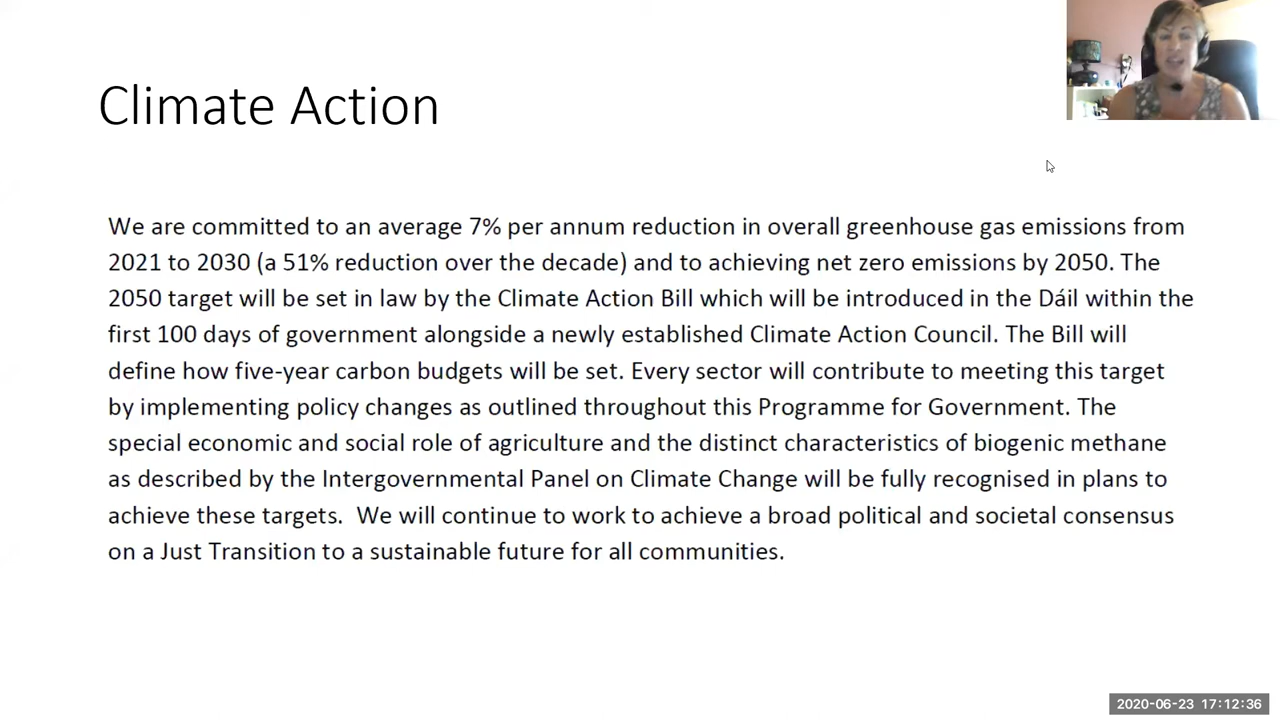 Climate Action
We are committed to an average 7% per annum reduction in overall greenhouse gas emissions from
2021 to 2030 (a 51% reduction over the decade) and to achieving net zero emissions by 2050. The
2050 target will be set in law by the Climate Action Bill which will be introduced in the Dáil within the
first 100 days of government alongside a newly established Climate Action Council. The Bill will
define how five-year carbon budgets will be set. Every sector will contribute to meeting this target
by implementing policy changes as outlined throughout this Programme for Government. The
special economic and social role of agriculture and the distinct characteristics of biogenic methane
as described by the Intergovernmental Panel on Climate Change will be fully recognised in plans to
achieve these targets.  We will continue to work to achieve a broad political and societal consensus
on a Just Transition to a sustainable future for all communities.
2020-06-23 17:12:36